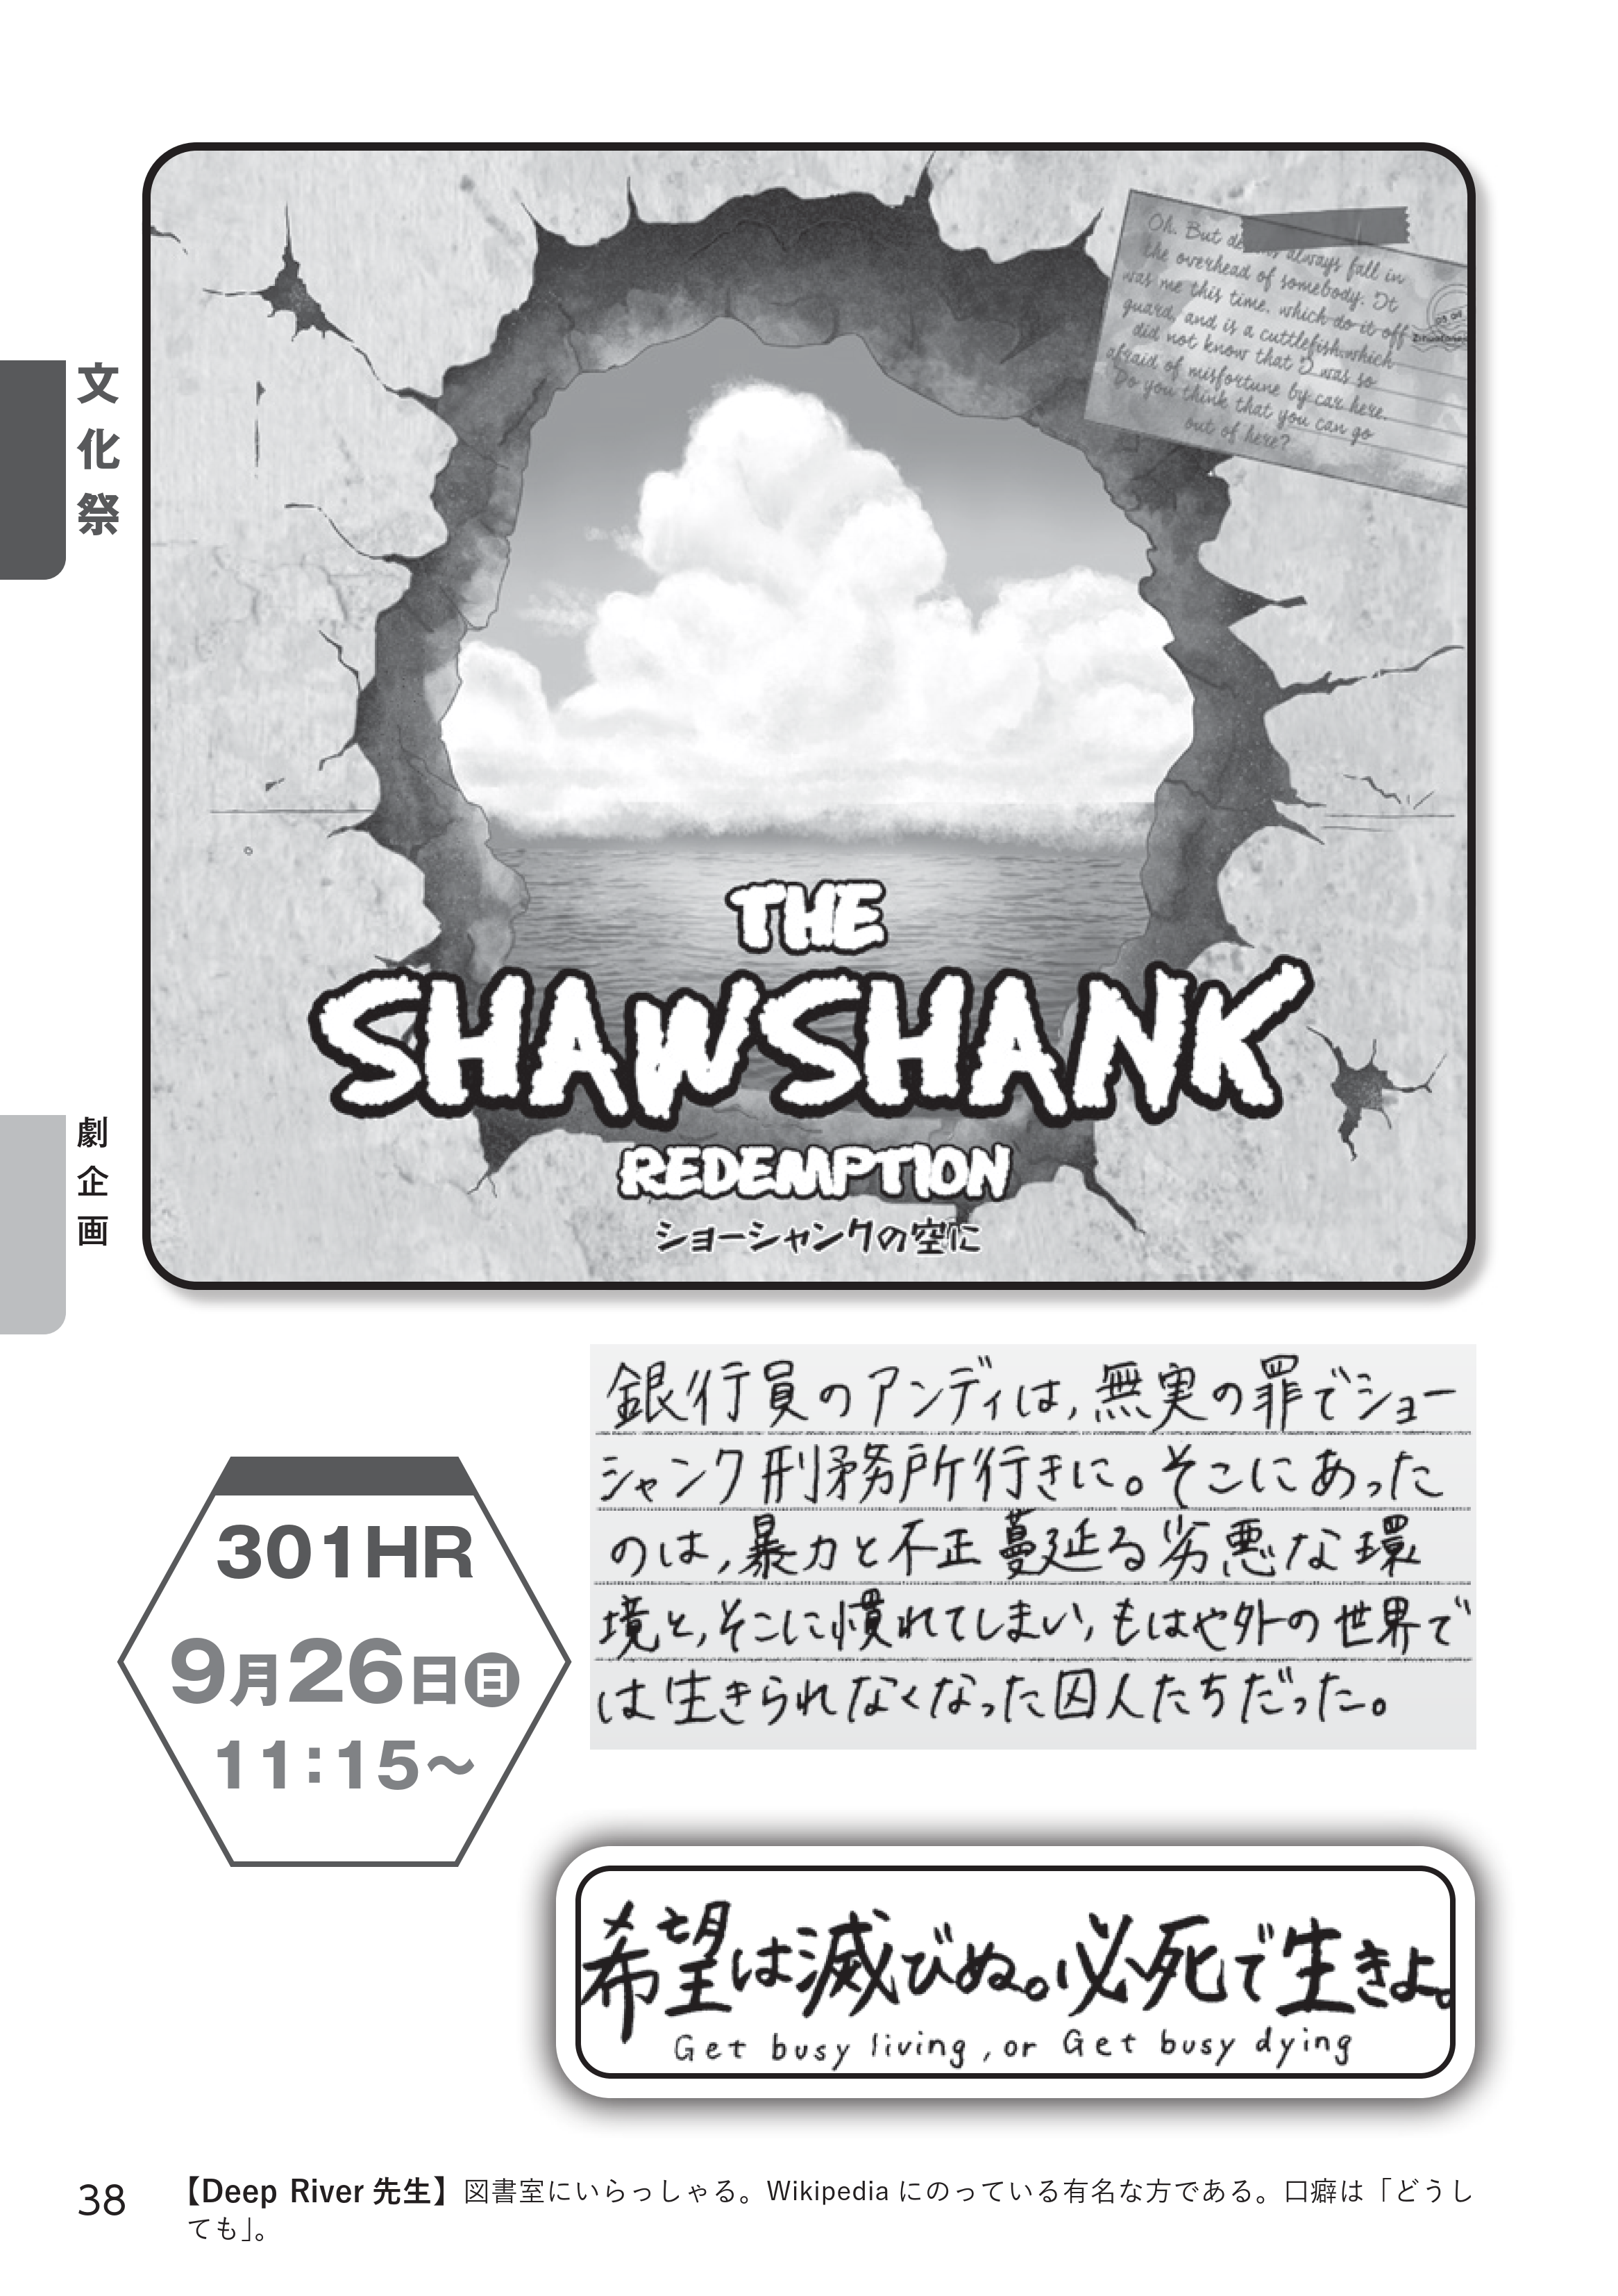 文化祭
劇企画
Oh. But de always fall in
the overhead of somebody. It
was me this time. which do it off
guard, and is a cuttlefish.which
did not know that I was so
afraid of misfortune by car here.
Do you think that you can go
out of here?
THE
SHAWSHANK
REDEMPTION
ショーシャンクの空に
銀行員のアンディは,無実の罪でショー
シャンク刑務所行きに。そこにあった
のは,暴力と不正蔓延る劣悪な環
境と,そこに慣れてしまい,もはや外の世界で
は生きられなくなった囚人たちだった。
301HR
9月26日㊐
11:15～
希望は滅びぬ。必死で生きよ。
Get busy living, or Get busy dying
38
【Deep River 先生】図書室にいらっしゃる。Wikipedia にのっている有名な方である。口癖は「どうし
ても」。